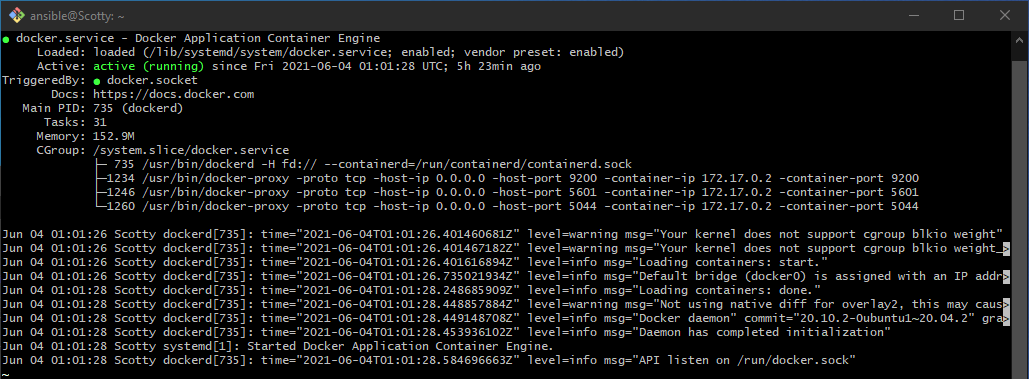 ansible@Scotty: ~
● docker.service - Docker Application Container Engine
Loaded: loaded (/lib/systemd/system/docker.service; enabled; vendor preset: enabled)
Active: active (running) since Fri 2021-06-04 01:01:28 UTC; 5h 23min ago
TriggeredBy: ● docker.socket
Docs: https://docs.docker.com
Main PID: 735 (dockerd)
Tasks: 31
Memory: 152.9M
CGroup: /system.slice/docker.service
├─ 735 /usr/bin/dockerd -H fd:// --containerd=/run/containerd/containerd.sock
├─1234 /usr/bin/docker-proxy -proto tcp -host-ip 0.0.0.0 -host-port 9200 -container-ip 172.17.0.2 -container-port 9200
├─1246 /usr/bin/docker-proxy -proto tcp -host-ip 0.0.0.0 -host-port 5601 -container-ip 172.17.0.2 -container-port 5601
└─1260 /usr/bin/docker-proxy -proto tcp -host-ip 0.0.0.0 -host-port 5044 -container-ip 172.17.0.2 -container-port 5044
Jun 04 01:01:26 Scotty dockerd[735]: time="2021-06-04T01:01:26.401460681Z" level=warning msg="Your kernel does not support cgroup blkio weight"
Jun 04 01:01:26 Scotty dockerd[735]: time="2021-06-04T01:01:26.401467182Z" level=warning msg="Your kernel does not support cgroup blkio weight_>
Jun 04 01:01:26 Scotty dockerd[735]: time="2021-06-04T01:01:26.401616894Z" level=info msg="Loading containers: start."
Jun 04 01:01:26 Scotty dockerd[735]: time="2021-06-04T01:01:26.735021934Z" level=info msg="Default bridge (docker0) is assigned with an IP addr>
Jun 04 01:01:28 Scotty dockerd[735]: time="2021-06-04T01:01:28.248685909Z" level=info msg="Loading containers: done."
Jun 04 01:01:28 Scotty dockerd[735]: time="2021-06-04T01:01:28.448857884Z" level=warning msg="Not using native diff for overlay2, this may caus>
Jun 04 01:01:28 Scotty dockerd[735]: time="2021-06-04T01:01:28.449148708Z" level=info msg="Docker daemon" commit="20.10.2-0ubuntu1~20.04.2" gra>
Jun 04 01:01:28 Scotty dockerd[735]: time="2021-06-04T01:01:28.453936102Z" level=info msg="Daemon has completed initialization"
Jun 04 01:01:28 Scotty systemd[1]: Started Docker Application Container Engine.
Jun 04 01:01:28 Scotty dockerd[735]: time="2021-06-04T01:01:28.584696663Z" level=info msg="API listen on /run/docker.sock"
~